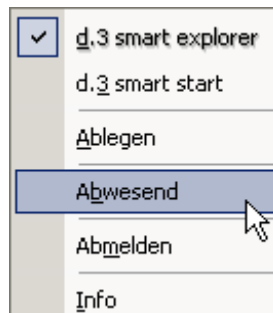 d.3 smart explorer
d.3 smart start
Ablegen
Abwesend
Abmelden
Info